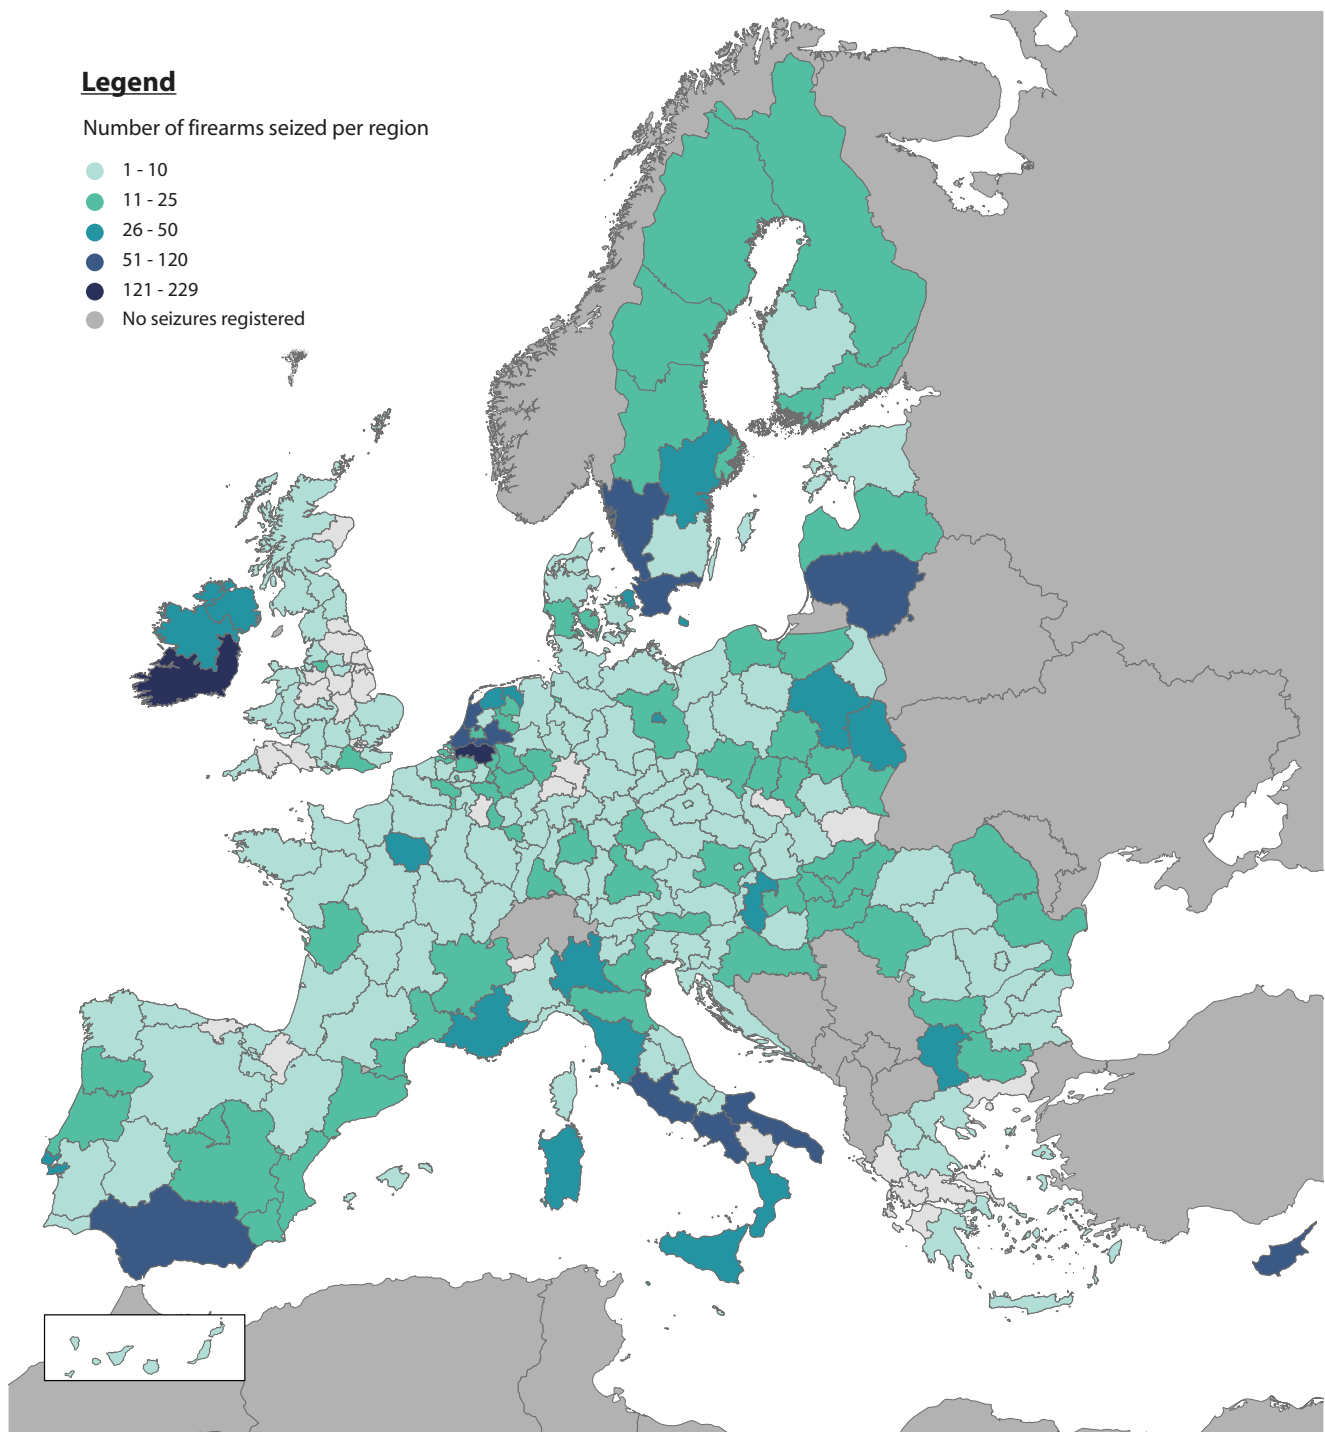 Legend
Number of firearms seized per region
1 - 10
11 - 25
26 - 50
51 - 120
121 - 229
No seizures registered